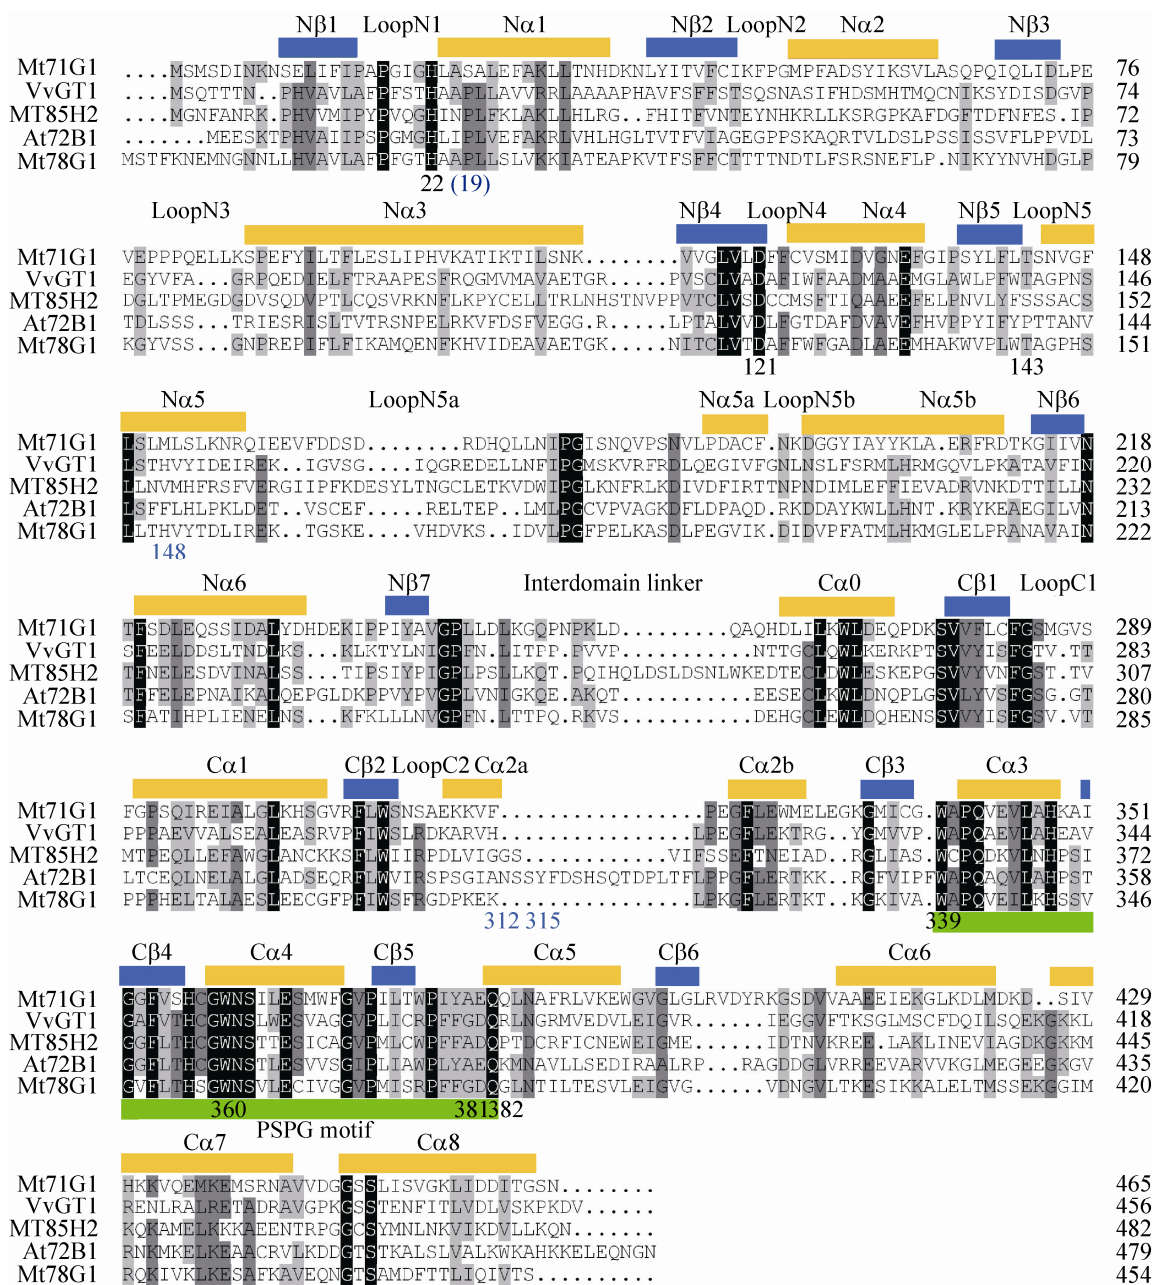 Nβ1 LoopN1 Nα1 Nβ2 LoopN2 Nα2 Nβ3
Mt71G1 ....MSMSDINKNSELIFIPAPGIGHLASALEFAKLLTNHDKNLYITVFCIKFPGMPFADSYIKSVLASQPQIQLIDLPE 76
VvGT1 ....MSQTTTN..PHVAVLAFPFSTHAAPLLAVVRRLAAAAPHAVFSFFSTSQSNASIFHDSMHTMQCNIKSYDISDGVP 74
MT85H2 ....MGNFANRK.PHVVMIPYPVQGHINPLFKLAKLLHLRG..FHITFVNTEYNHKRLLKSRGPKAFDGFTDFNFES.IP 72
At72B1 .......MEESKTPHVAIIPSPGMGHLIPLVEFAKRLVHLHGLTVTFVIAGEGPPSKAQRTVLDSLPSSISSVFLPPVDL 73
Mt78G1 MSTFKNEMNGNNLLHVAVLAFPFGTHAAPLLSLVKKIATEAPKVTFSFFCTTTTNDTLFSRSNEFLP.NIKYYNVHDGLP 79
22 (19)
LoopN3 Nα3 Nβ4 LoopN4 Nα4 Nβ5 LoopN5
Mt71G1 VEPPPQELLKSPEFYILTFLESLIPHVKATIKTILSNK........VVGLVLDFFCVSMIDVGNEFGIPSYLFLTSNVGF 148
VvGT1 EGYVFA...GRPQEDIELFTRAAPESFRQGMVMAVAETGR......PVSCLVADAFIWFAADMAAEMGLAWLPFWTAGPNS 146
MT85H2 DGLTPMEGDGDVSQDVPTLCQSVRKNFLKPYCELLTRLNHSTNVPPVTCLVSDCCMSFTIQAAEEFELPNVLYFSSSACS 152
At72B1 TDLSSS...TRIESRISLTVTRSNPELRKVFDSFVEGG.R......LPTALVVDLFGTDAFDVAVEFHVPPYIFYPTTANV 144
Mt78G1 KGYVSS...GNPREPIFLFIKAMQENFKHVIDEAVAETGK......NITCLVTDAFFWFGADLAEEMHAKWVPLWTAGPHS 151
121 143
Nα5 LoopN5a Nα5a LoopN5b Nα5b Nβ6
Mt71G1 LSLMLSLKNRQIEEVFDDSD........RDHQLLNIPGISNQVPSNVLPDACF.NKDGGYIAYYKLA.ERFRDTKGIIVN 218
VvGT1 LSTHVYIDEIREK..IGVSG.....IQGREDELLNFIPGMSKVRFRDLQEGIVFGNLNSLFSRMLHRMGQVLPKATAVFIN 220
MT85H2 LLNVMHFRSFVERGIIPFKDESYLTNGCLETKVDWIPGLKNFRLKDIVDFIRTTNPNDIMLEFFIEVADRVNKDTTILLN 232
At72B1 LSFFLHLPKLDET..VSCEF.....RELTEP..LMLPGCVPVAGKDFLDPAQD.RKDDAYKWLLHNT.KRYKEAEGILVN 213
Mt78G1 LLTHVYTDLIREK..TGSKE.....VHDVKS..IDVLPGFPELKASDLPEGVIK.DIDVPFATMLHKMGLELPRANAVAIN 222
148
Nα6 Nβ7 Interdomain linker Cα0 Cβ1 LoopC1
Mt71G1 TFSDLEQSSIDALYDHDEKIPPIYAVGPLLDLKGQPNPKLD.........QAQHDLILKWLDEQPDKSVVFLCFGSMGVS 289
VvGT1 SFEELDDSLTNDLKS...KLKTYLNIGPFN.LITPP.PVVP.........NTTGCLQWLKERKPTSVVYISFGTV.TT 283
MT85H2 TFNELESDVINALSS...TIPSIYPIGPLPSLLKQT.PQIHQLDSLDSNLWKEDTECLDWLESKEPGSVVYVNFGST.TV 307
At72B1 TFFELEPNAIKALQEPGLDKPPVYPVGPLVNIGKQE.AKQT.........EESECLKWLDNQPLGSVLYVSFGSG.GT 280
Mt78G1 SFATIHPLIENELNS...KFKLLLNVGPFN.LTTPQ.RKVS.........DEHGCLEWLDQHENSSVVYISFGSV.VT 285
Cα1 Cβ2 LoopC2 Cα2a Cα2b Cβ3 Cα3
Mt71G1 FGPSQIREIALGLKHSGVRFLWSNSAEKKVF.................PEGFLEWMELEGKGMICG.WAPQVEVLAHKAI 351
VvGT1 PPPAEVVALSEALEASRVPFIWSLRDKARVH.................LPEGFLEKTRG..YGMVVP.WAPQAEVLAHEAV 344
MT85H2 MTPEQLLEFAWGLANCKKSFLWIIRPDLVIGGS...............VIFSSEFTNEIAD..RGLIAS.WCPQDKVLNHPSI 372
At72B1 LTCEQLNELALGLADSEQRFLWVIRSPSGIANSSYFDSHSQTDPLTFLPPGFLERTKK..RGFVIPFWAPQAQVLAHPST 358
Mt78G1 PPPHELTALAESLEECGFPFIWSFRGDPKEK.................LPKGFLERTKT..KGKIVA.WAPQVEILKHSSV 346
312 315 339
Cβ4 Cα4 Cβ5 Cα5 Cβ6 Cα6
Mt71G1 GGFVSHCGWNSILESMWFGVPILTWPIYAEQQLNAFRLVKEWGVGLGLRVDYRKGSDVVAAEEIEKGLKDLMDKD..SIV 429
VvGT1 GAFVTHCGWNSLWESVAGGVPLICRPFFGDQRLNGRMVEDVLEIGVR......IEGGVFTKSGLMSCFDQILSQEKGKKL 418
MT85H2 GGFLTHCGWNSTTESICAGVPMLCWPFFADQPTDCRFICNEWEIGME......IDTNVKREE..LAKLINEVIAGDKGKKM 445
At72B1 GGFLTHCGWNSTLESVVSGIPLIAWPLYAEQKMNAVLLSEDIRAALRP...RAGDDGLVRREEVARVVKGLMEGEEGKGV 435
Mt78G1 GVFLTHSGWNSVLECIVGGVPMISRPFFGDQGLNTILTESVLEIGVG......VDNGVLTKESIKKALELTMSSEKGGIM 420
360 381382
PSPG motif
Cα7 Cα8
Mt71G1 HKKVQEMKEMSRNAVVDGGSSLISVGKLIDDITGSN........ 465
VvGT1 RENLRALRETADRAVGPKGSSTENFITLVDLVSKPKDV...... 456
MT85H2 KQKAMELKKKAEENTRPGGCSYMNLNKVIKDVLLKQN....... 482
At72B1 RNKMKELKEAACRVLKDDGTSTKALSLVALKWKAHKKELEQNGN 479
Mt78G1 RQKIVKLKESAFKAVEQNGTSAMDFTTLIQIVTS.......... 454